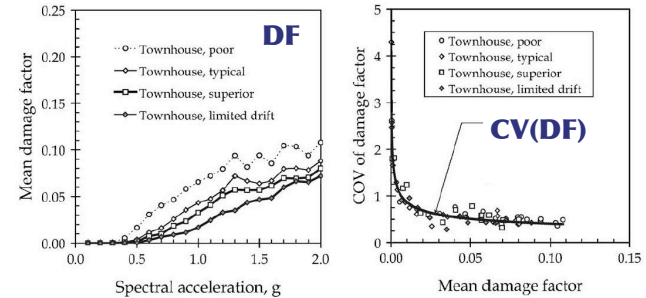 DF
0.25
0.20
0.15
0.10
0.05
0.00
Mean damage factor
Townhouse, poor
Townhouse, typical
Townhouse, superior
Townhouse, limited drift
0.0
0.5
1.0
1.5
2.0
Spectral acceleration, g
5
4
3
2
1
0
COV of damage factor
Townhouse, poor
Townhouse, typical
Townhouse, superior
Townhouse, limited drift
CV(DF)
0.00
0.05
0.10
0.15
Mean damage factor